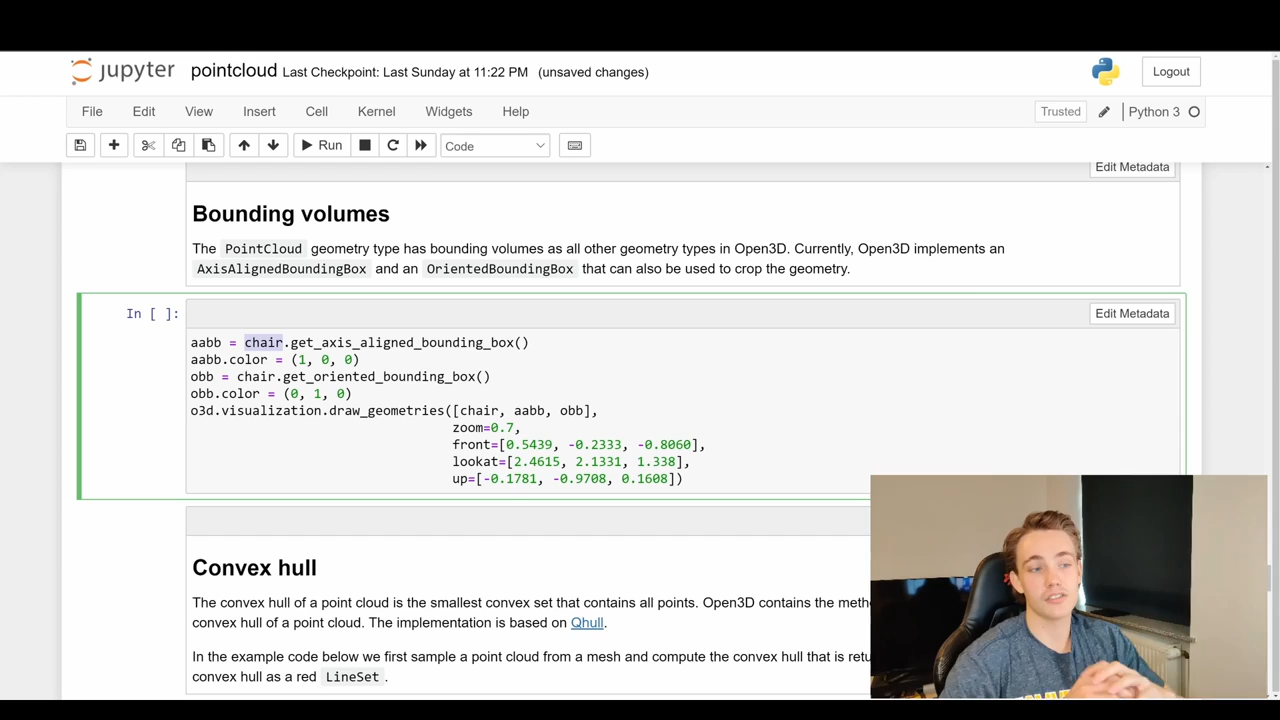 jupyter pointcloud Last Checkpoint: Last Sunday at 11:22 PM (unsaved changes) Logout
File Edit View Insert Cell Kernel Widgets Help Trusted Python 3
Run Code
Edit Metadata
Bounding volumes
The PointCloud geometry type has bounding volumes as all other geometry types in Open3D. Currently, Open3D implements an
AxisAlignedBoundingBox and an OrientedBoundingBox that can also be used to crop the geometry.
In [ ]: Edit Metadata
aabb = chair.get_axis_aligned_bounding_box()
aabb.color = (1, 0, 0)
obb = chair.get_oriented_bounding_box()
obb.color = (0, 1, 0)
o3d.visualization.draw_geometries([chair, aabb, obb],
zoom=0.7,
front=[0.5439, -0.2333, -0.8060],
lookat=[2.4615, 2.1331, 1.338],
up=[-0.1781, -0.9708, 0.1608])
Convex hull
The convex hull of a point cloud is the smallest convex set that contains all points. Open3D contains the meth
convex hull of a point cloud. The implementation is based on Qhull.
In the example code below we first sample a point cloud from a mesh and compute the convex hull that is retu
convex hull as a red LineSet .